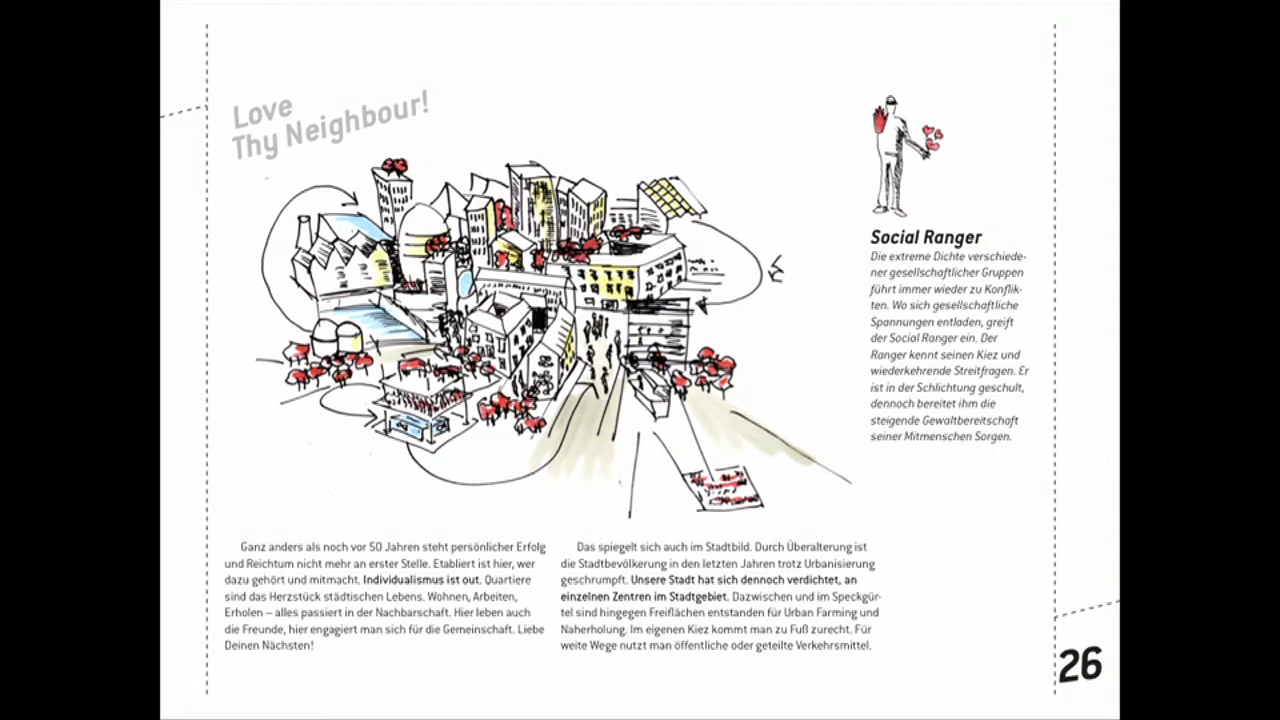 Love
Thy Neighbour!
Social Ranger
Die extreme Dichte verschiede-
ner gesellschaftlicher Gruppen
führt immer wieder zu Konflik-
ten. Wo sich gesellschaftliche
Spannungen entladen, greift
der Social Ranger ein. Der
Ranger kennt seinen Kiez und
wiederkehrende Streitfragen. Er
ist in der Schlichtung geschult,
dennoch bereitet ihm die
steigende Gewaltbereitschaft
seiner Mitmenschen Sorgen.
Ganz anders als noch vor 50 Jahren steht persönlicher Erfolg
und Reichtum nicht mehr an erster Stelle. Etabliert ist hier, wer
dazu gehört und mitmacht. Individualismus ist out. Quartiere
sind das Herzstück städtischen Lebens. Wohnen, Arbeiten,
Erholen – alles passiert in der Nachbarschaft. Hier leben auch
die Freunde, hier engagiert man sich für die Gemeinschaft. Liebe
Deinen Nächsten!
Das spiegelt sich auch im Stadtbild. Durch Überalterung ist
die Stadtbevölkerung in den letzten Jahren trotz Urbanisierung
geschrumpft. Unsere Stadt hat sich dennoch verdichtet, an
einzelnen Zentren im Stadtgebiet. Dazwischen und im Speckgür-
tel sind hingegen Freiflächen entstanden für Urban Farming und
Naherholung. Im eigenen Kiez kommt man zu Fuß zurecht. Für
weite Wege nutzt man öffentliche oder geteilte Verkehrsmittel.
26